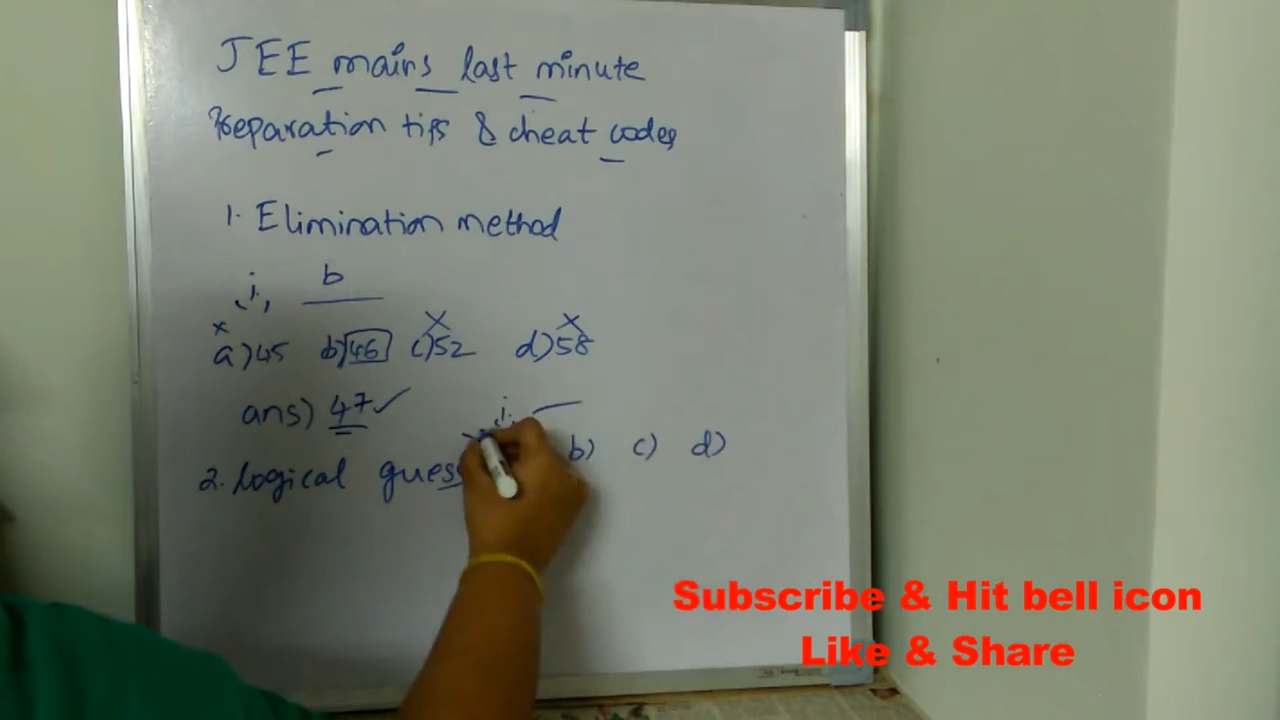 JEE mains last minute
Preparation tips & cheat codes
1. Elimination method
i, b
x X X
a) 45 b) 46 c) 52 d) 58
ans) 47 ✓
i.
b) c) d)
2. Logical guess
Subscribe & Hit bell icon
Like & Share